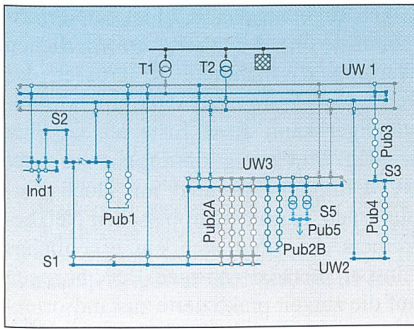 T1
T2
UW 1
S2
Pub3
UW3
S3
Ind1
Pub1
Pub2A
S5
Pub4
Pub5
Pub2B
S1
UW2